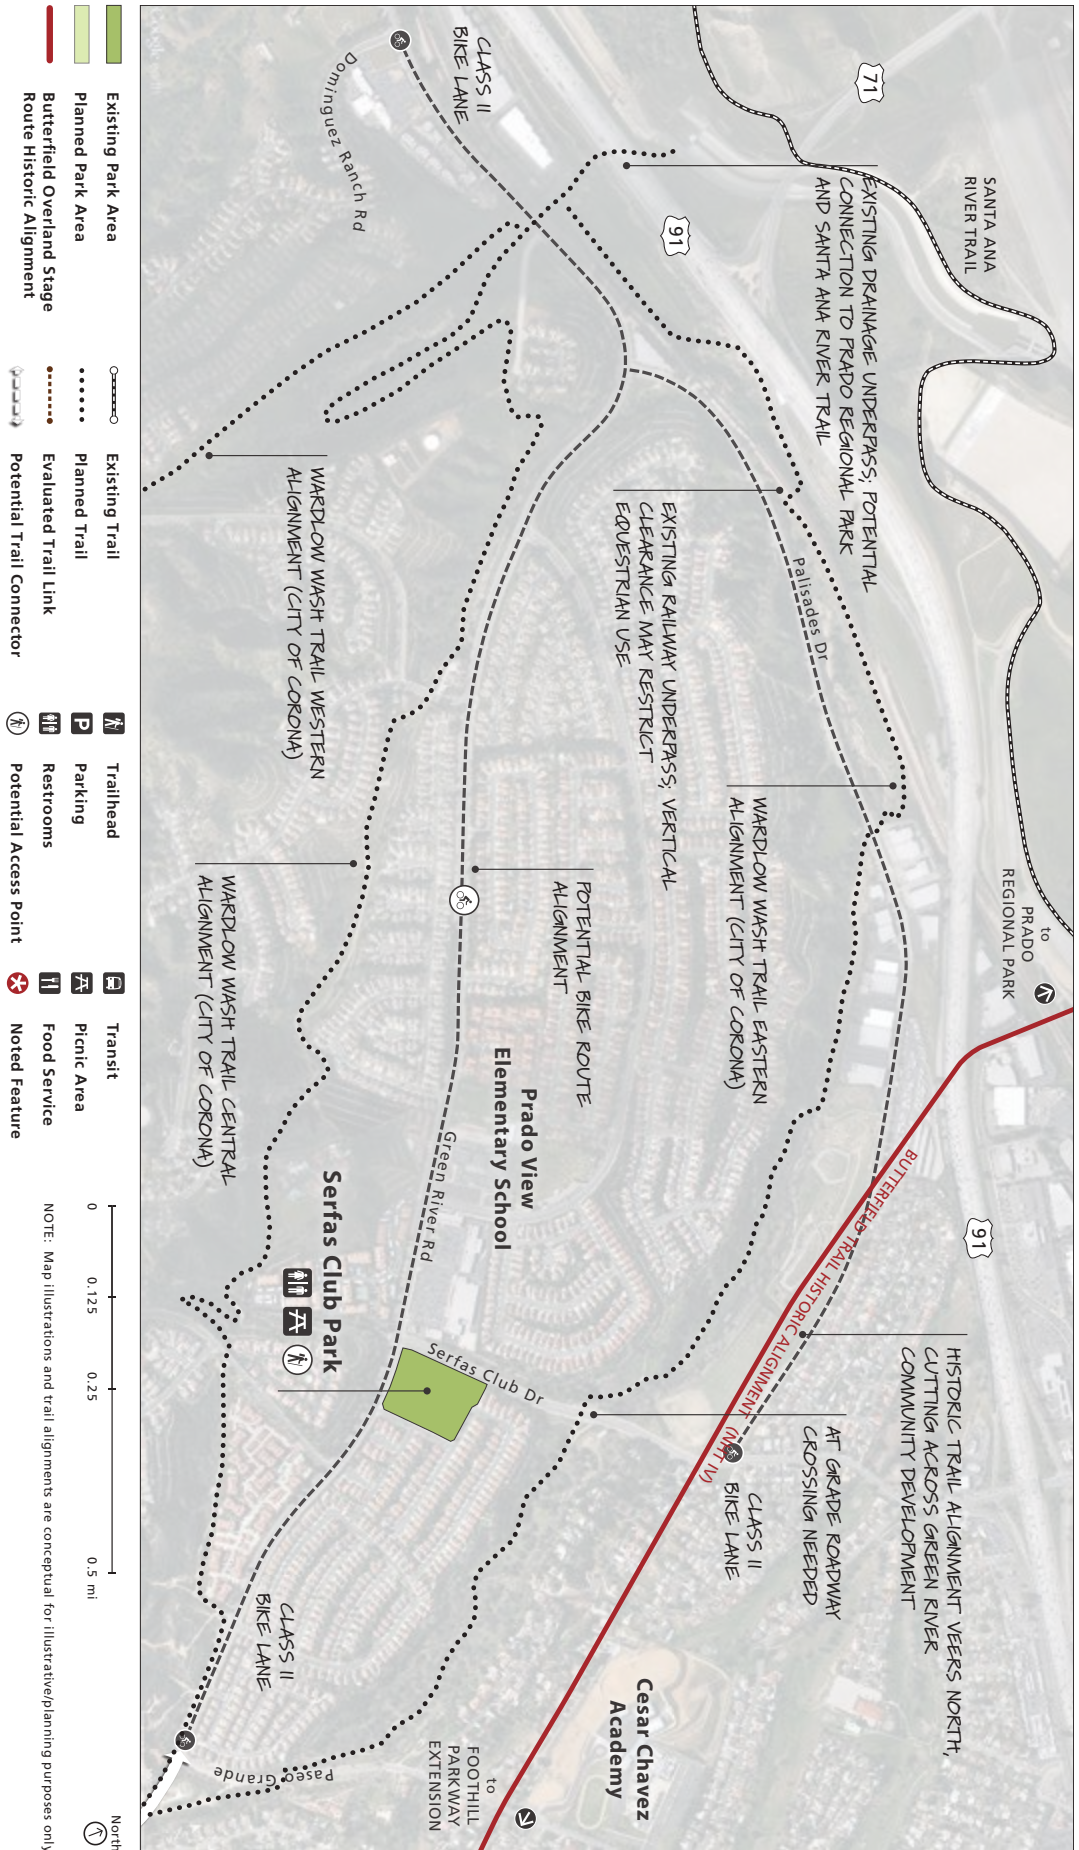 SANTA ANA
RIVER TRAIL
71
EXISTING DRAINAGE UNDERPASS; POTENTIAL
CONNECTION TO PRADO REGIONAL PARK
AND SANTA ANA RIVER TRAIL
91
CLASS II
BIKE LANE
Dominguez Ranch Rd
to
PRADO
REGIONAL PARK
Palisades Dr
EXISTING RAILWAY UNDERPASS; VERTICAL
CLEARANCE MAY RESTRICT
EQUESTRIAN USE
WARDLOW WASH TRAIL EASTERN
ALIGNMENT (CITY OF CORONA)
WARDLOW WASH TRAIL WESTERN
ALIGNMENT (CITY OF CORONA)
POTENTIAL BIKE ROUTE
ALIGNMENT
WARDLOW WASH TRAIL CENTRAL
ALIGNMENT (CITY OF CORONA)
Prado View
Elementary School
Green River Rd
Serfas Club Park
Serfas Club Dr
91
BUTTERFIELD TRAIL HISTORIC ALIGNMENT (NHT IV)
HISTORIC TRAIL ALIGNMENT VEERS NORTH,
CUTTING ACROSS GREEN RIVER
COMMUNITY DEVELOPMENT
AT GRADE ROADWAY
CROSSING NEEDED
CLASS II
BIKE LANE
CLASS II
BIKE LANE
Cesar Chavez
Academy
to
FOOTHILL
PARKWAY
EXTENSION
Paseo Grande
Existing Park Area
Planned Park Area
Butterfield Overland Stage
Route Historic Alignment
Existing Trail
Planned Trail
Evaluated Trail Link
Potential Trail Connector
Trailhead
P Parking
Restrooms
Potential Access Point
Transit
Picnic Area
Food Service
Noted Feature
0 0.125 0.25 0.5 mi
NOTE: Map illustrations and trail alignments are conceptual for illustrative/planning purposes only
North